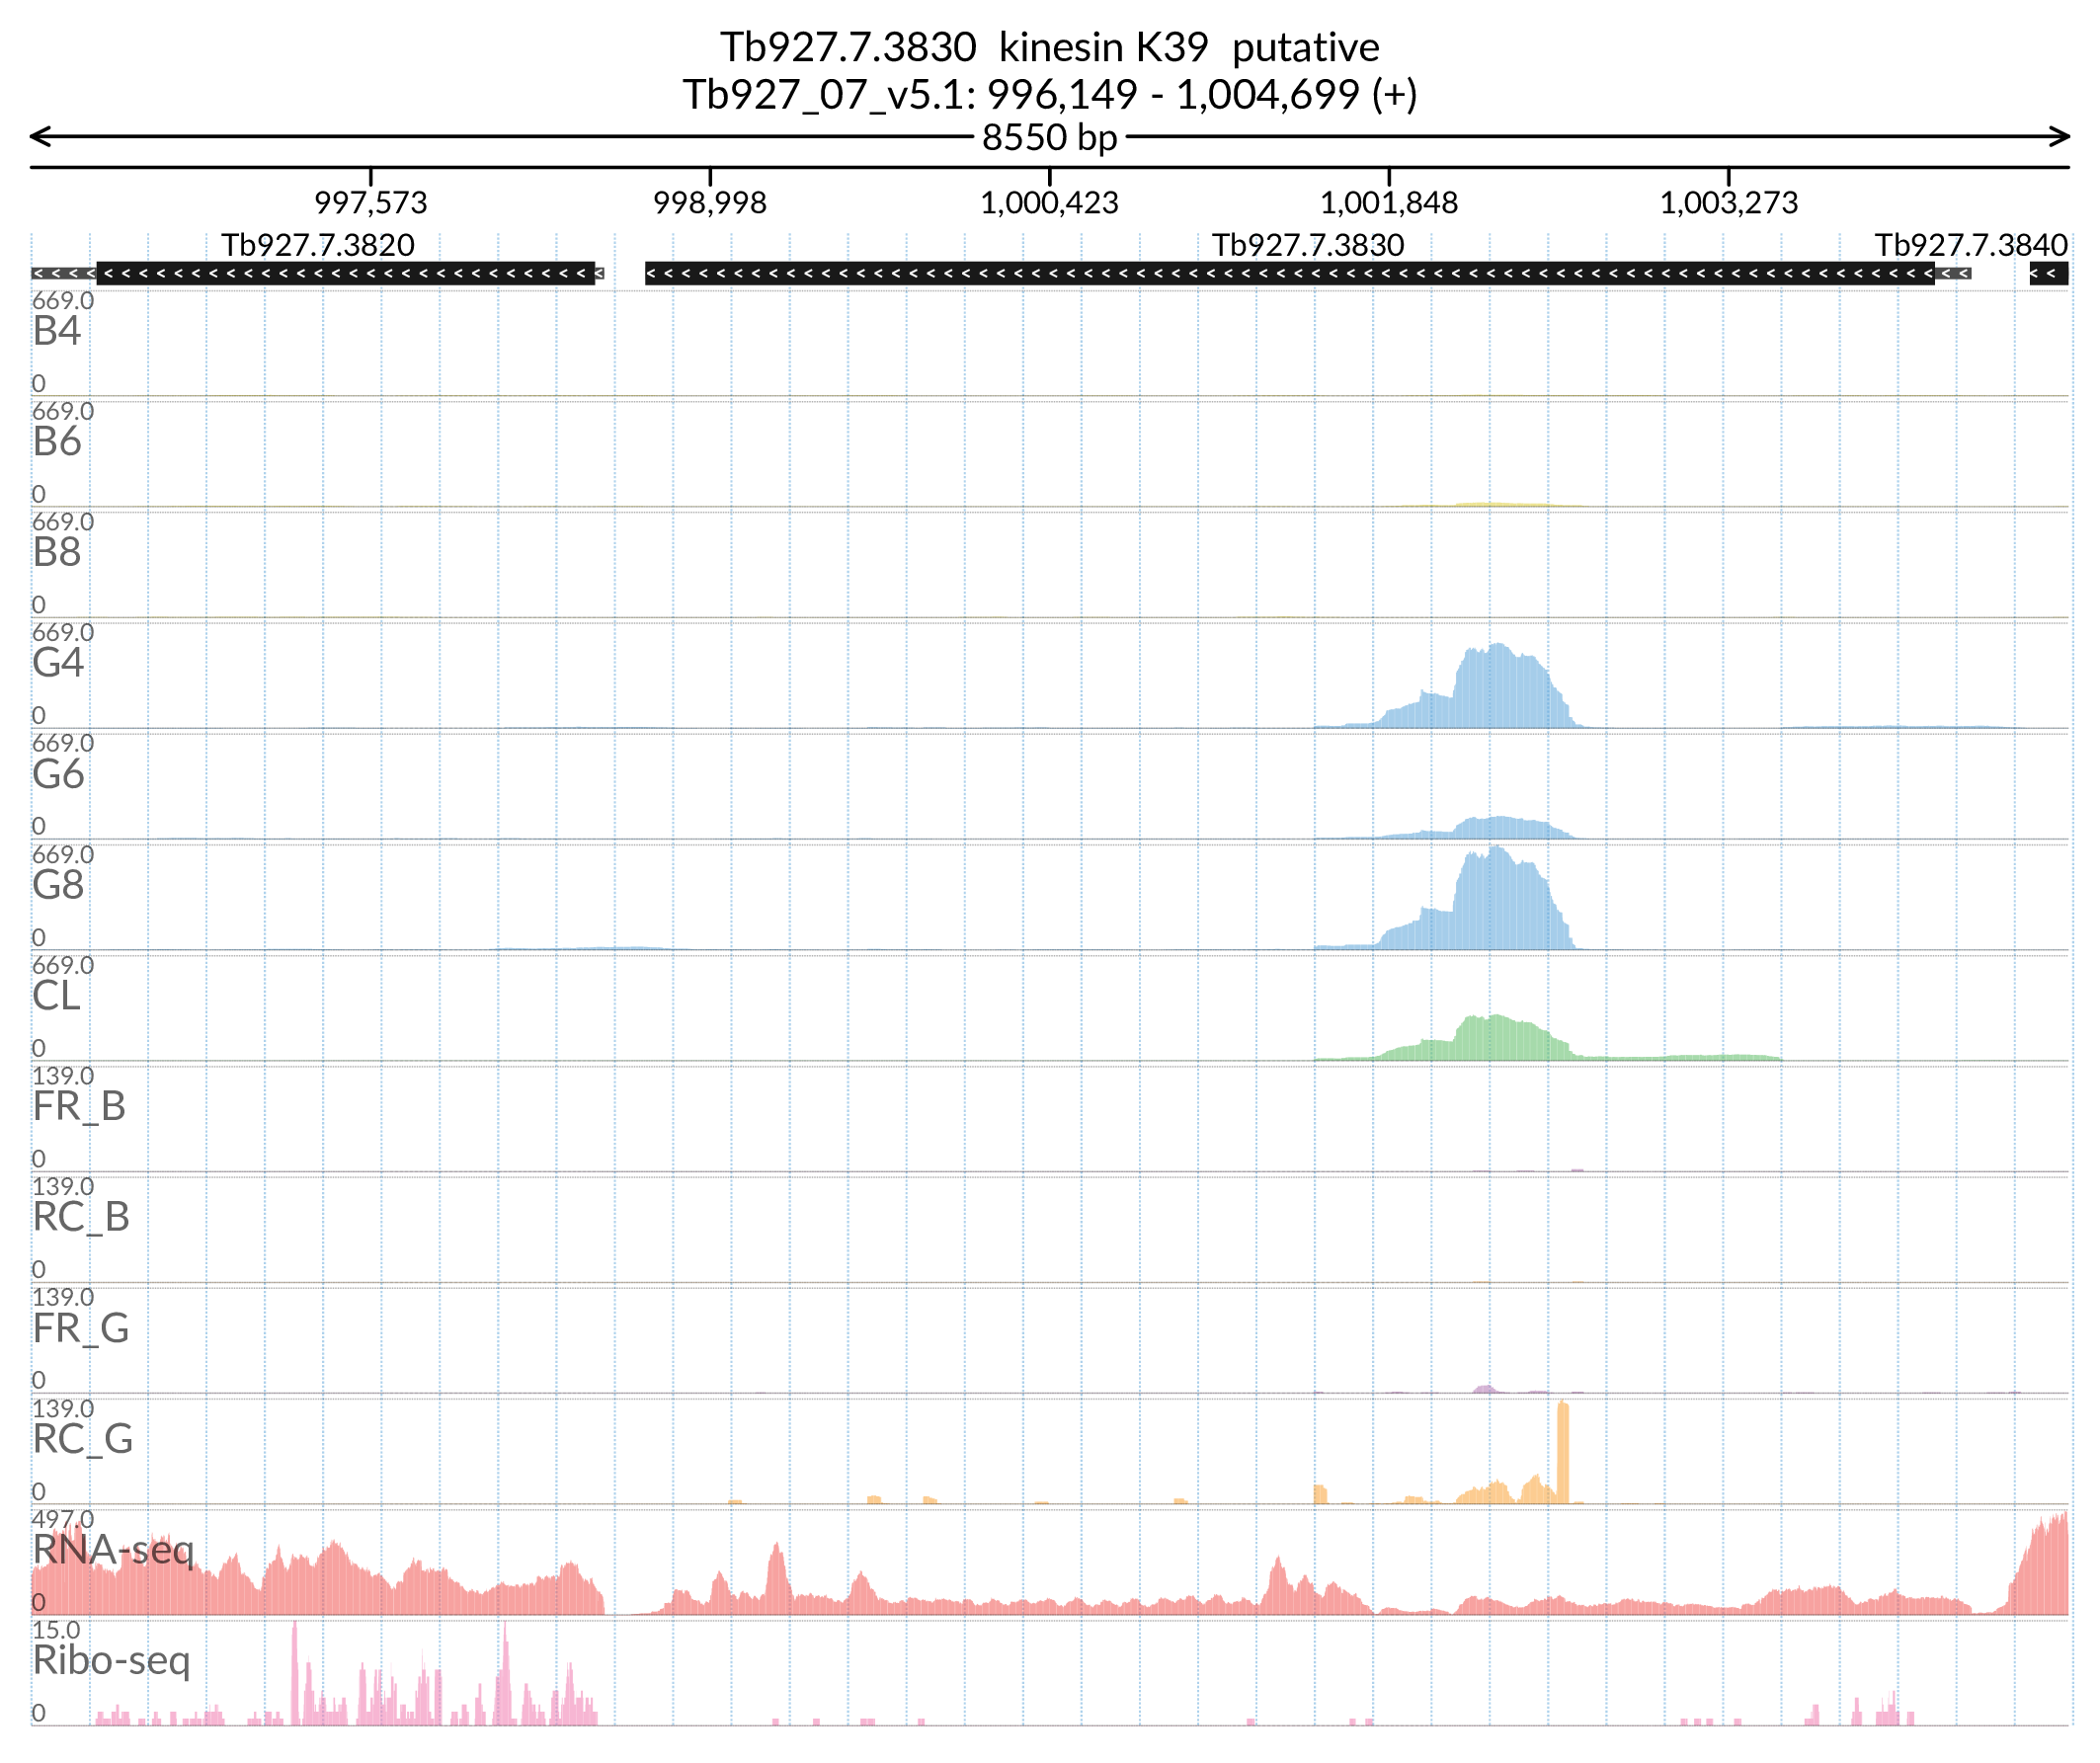 Tb927.7.3830 kinesin K39 putative
Tb927_07_v5.1: 996,149 - 1,004,699 (+)
8550 bp
997,573 998,998 1,000,423 1,001,848 1,003,273
Tb927.7.3820 Tb927.7.3830 Tb927.7.3840
669.0
B4
0
669.0
B6
0
669.0
B8
0
669.0
G4
0
669.0
G6
0
669.0
G8
0
669.0
CL
0
139.0
FR_B
0
139.0
RC_B
0
139.0
FR_G
0
139.0
RC_G
0
497.0
RNA-seq
0
15.0
Ribo-seq
0